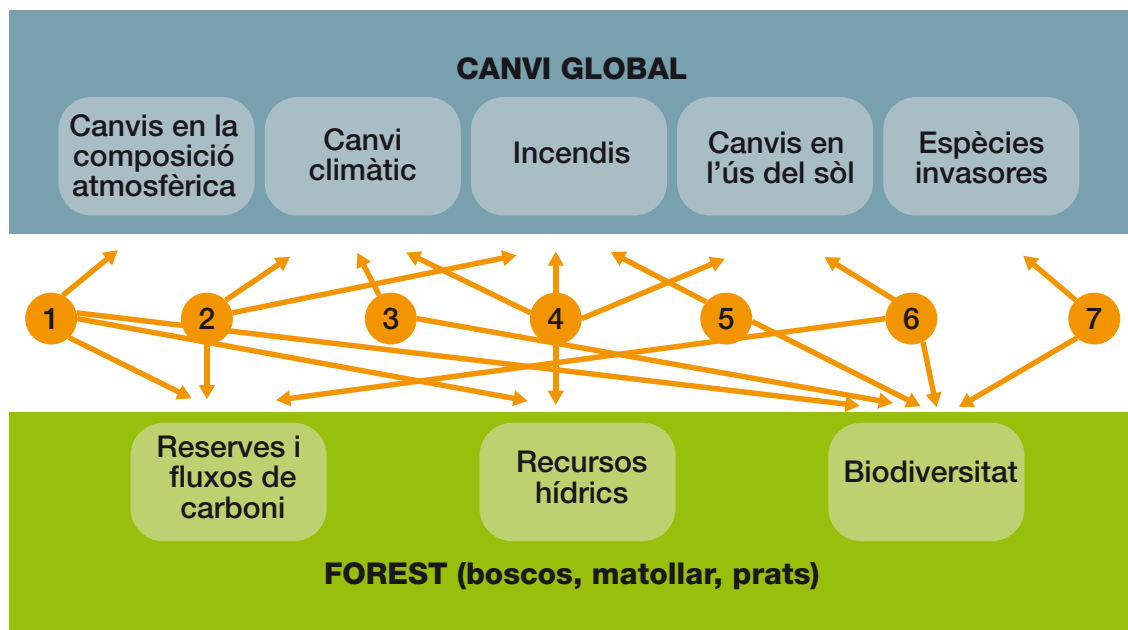 CANVI GLOBAL
Canvis en la
composició
atmosfèrica
Canvi
climàtic
Incendis
Canvis en
l’ús del sòl
Espècies
invasores
1
2
3
4
5
6
7
Reserves i
fluxos de
carboni
Recursos
hídrics
Biodiversitat
FOREST (boscos, matollar, prats)